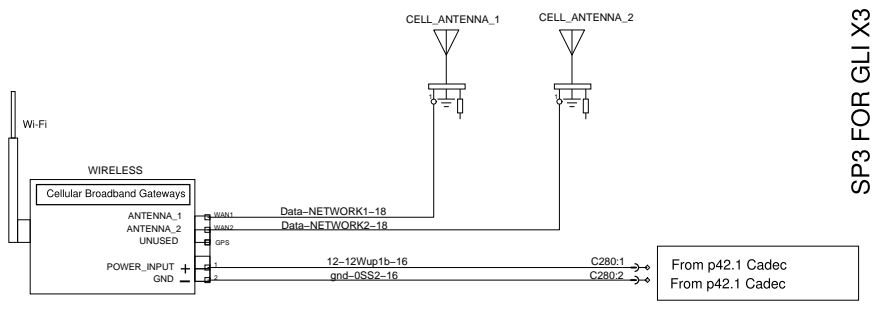 CELL_ANTENNA_1
CELL_ANTENNA_2
SP3 FOR GLI X3
1
1
Wi-Fi
WIRELESS
Cellular Broadband Gateways
ANTENNA_1 WAN1 Data-NETWORK1-18
ANTENNA_2 WAN2 Data-NETWORK2-18
UNUSED GPS
POWER_INPUT + 1 12-12Wup1b-16 C280:1 From p42.1 Cadec
GND - 2 gnd-0SS2-16 C280:2 From p42.1 Cadec